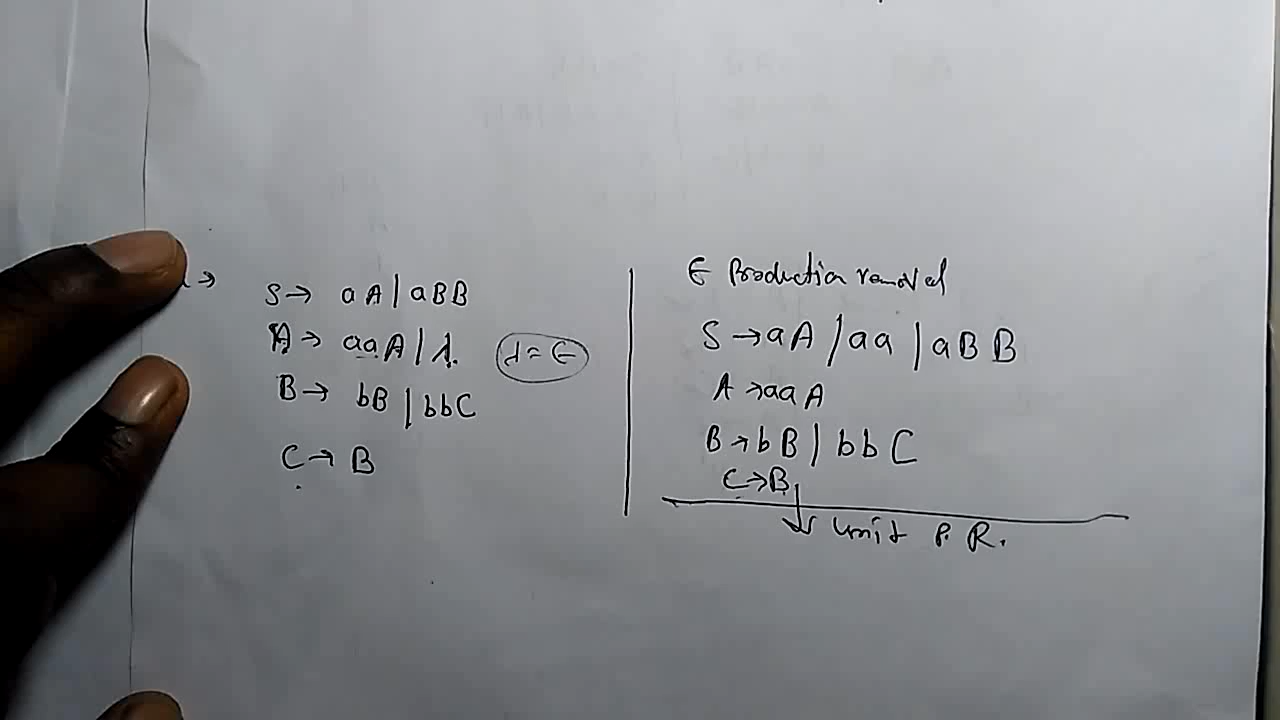 S → aA | aBB
A → aaA | λ.
λ = ϵ
B → bB | bbC
C → B
ϵ Production removal
S → aA | aa | aBB
A → aaA
B → bB | bbC
C → B
unit P. R.